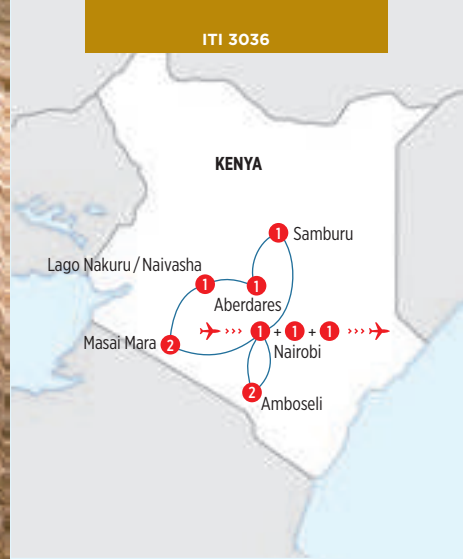 ITI 3036
KENYA
1 Samburu
Lago Nakuru / Naivasha
1
1
Aberdares
1 + 1 + 1
Nairobi
Masai Mara 2
2
Amboseli